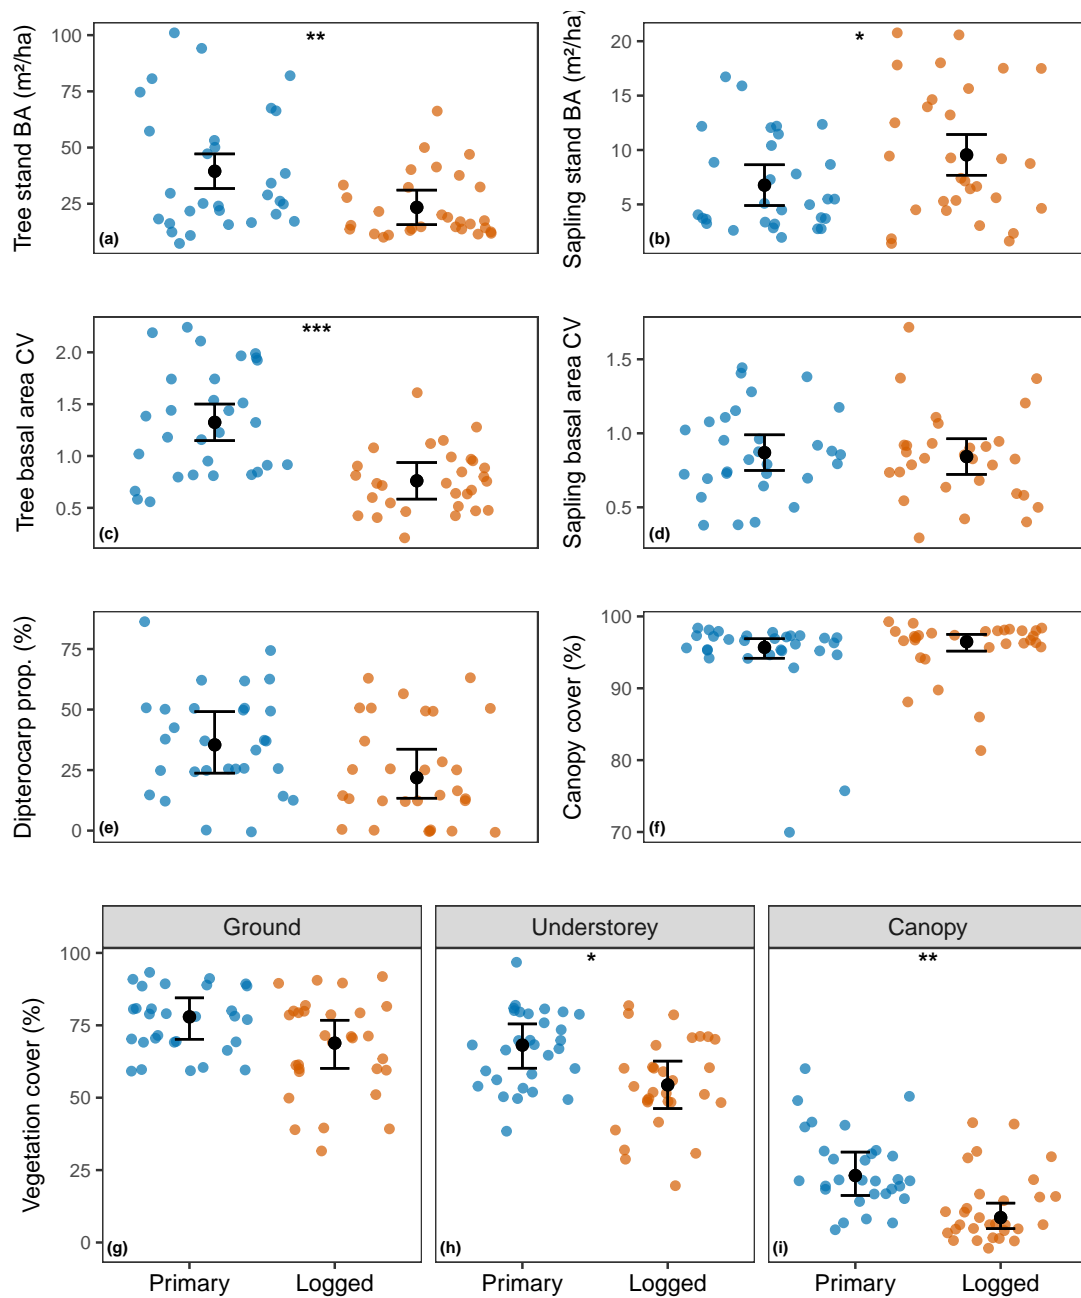 Tree stand BA (m²/ha)
100
75
50
25
**
(a)
Sapling stand BA (m²/ha)
20
15
10
5
*
(b)
Tree basal area CV
2.0
1.5
1.0
0.5
***
(c)
Sapling basal area CV
1.5
1.0
0.5
(d)
Dipterocarp prop. (%)
75
50
25
0
(e)
Canopy cover (%)
100
90
80
70
(f)
Ground
Understorey
Canopy
Vegetation cover (%)
100
75
50
25
0
*
**
(g)
(h)
(i)
Primary Logged
Primary Logged
Primary Logged